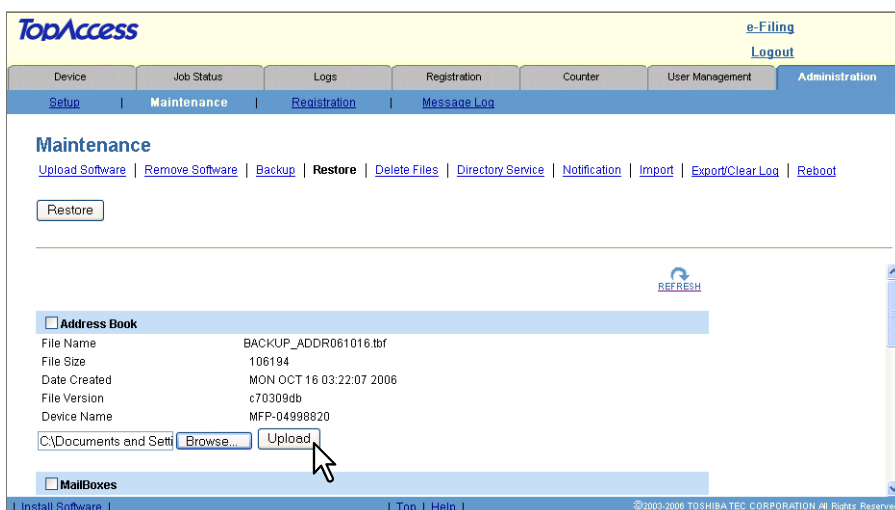 TopAccess
e-Filing
Logout
Device Job Status Logs Registration Counter User Management Administration
Setup | Maintenance | Registration | Message Log
Maintenance
Upload Software | Remove Software | Backup | Restore | Delete Files | Directory Service | Notification | Import | Export/Clear Log | Reboot
Restore
REFRESH
Address Book
File Name BACKUP_ADDR061016.tbf
File Size 106194
Date Created MON OCT 16 03:22:07 2006
File Version c70309db
Device Name MFP-04998820
C:\Documents and Setti Browse... Upload
MailBoxes
| Install Software | | Top | Help | ©2003-2006 TOSHIBA TEC CORPORATION All Rights Reserve